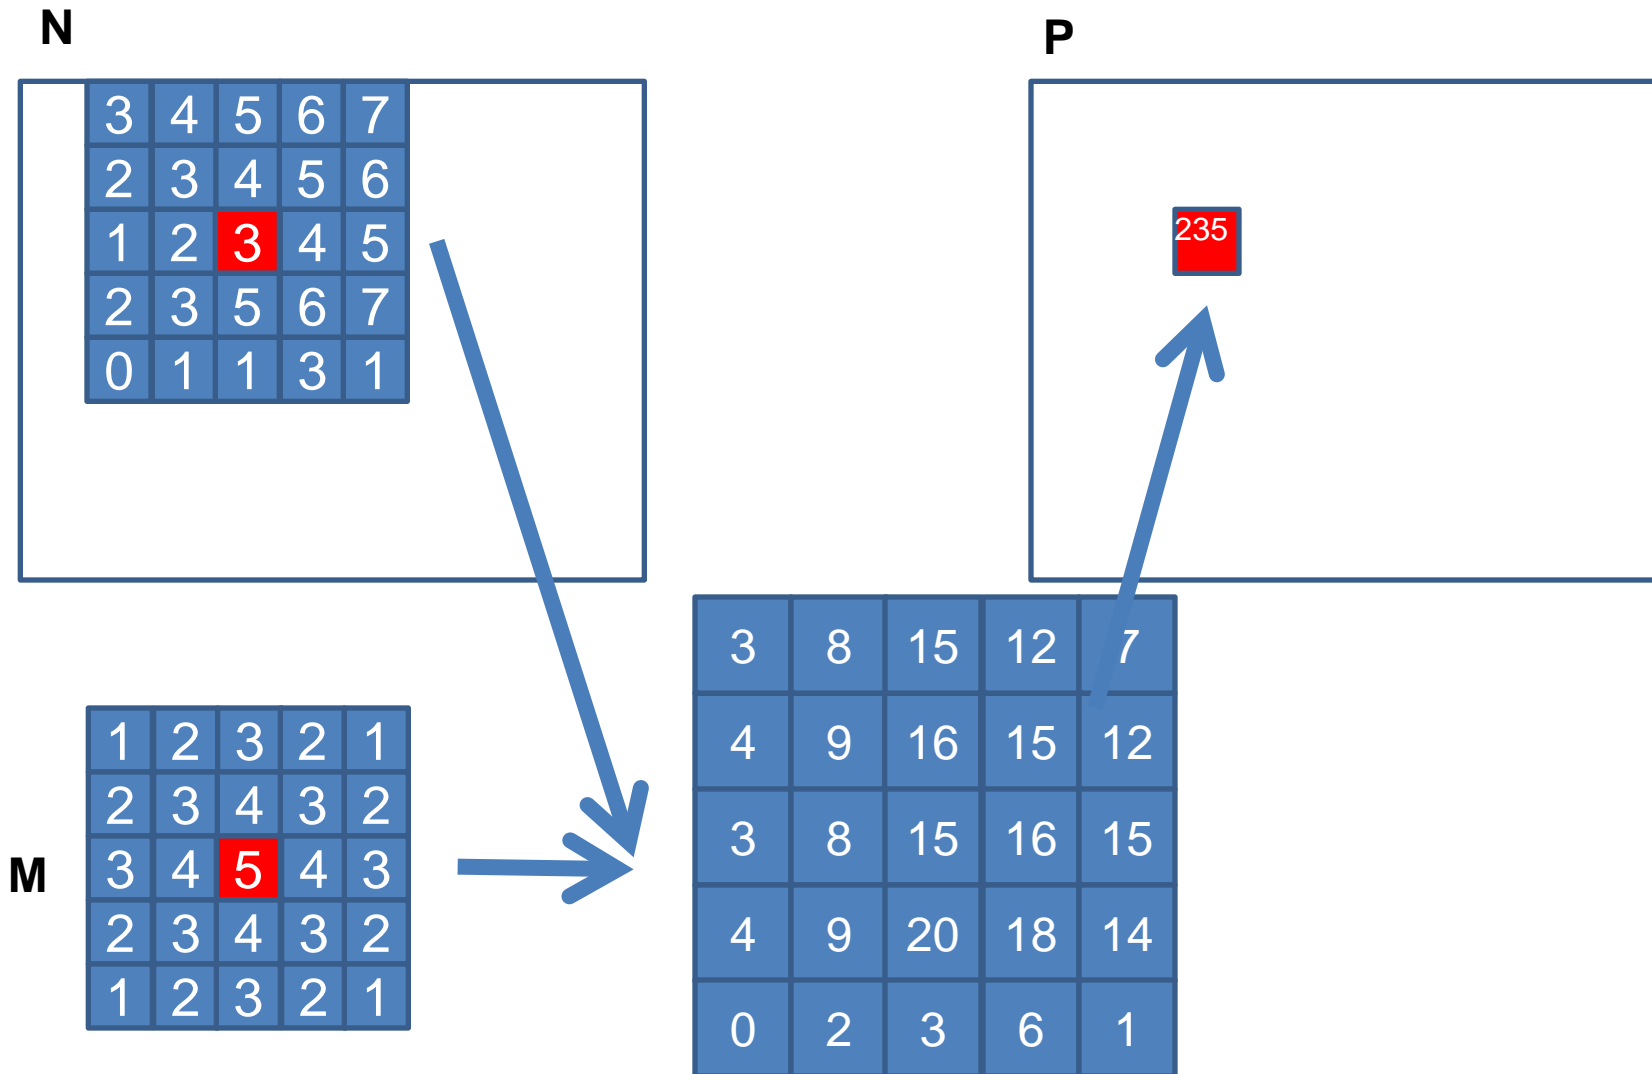 N
3 4 5 6 7
2 3 4 5 6
1 2 3 4 5
2 3 5 6 7
0 1 1 3 1
P
235
M
1 2 3 2 1
2 3 4 3 2
3 4 5 4 3
2 3 4 3 2
1 2 3 2 1
3 8 15 12 7
4 9 16 15 12
3 8 15 16 15
4 9 20 18 14
0 2 3 6 1